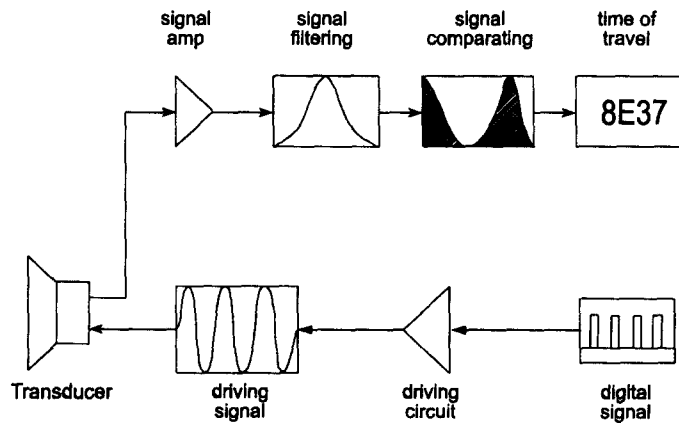 signal
amp
signal
filtering
signal
comparating
time of
travel
8E37
Transducer
driving
signal
driving
circuit
digital
signal